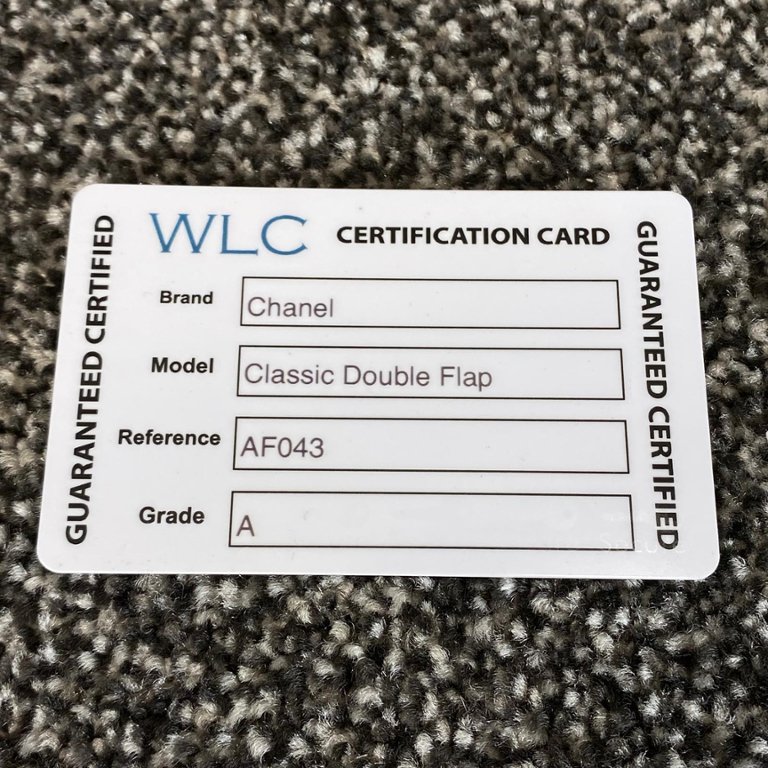 WLC CERTIFICATION CARD
GUARANTEED CERTIFIED
Brand Chanel
Model Classic Double Flap
Reference AF043
Grade A
GUARANTEED CERTIFIED